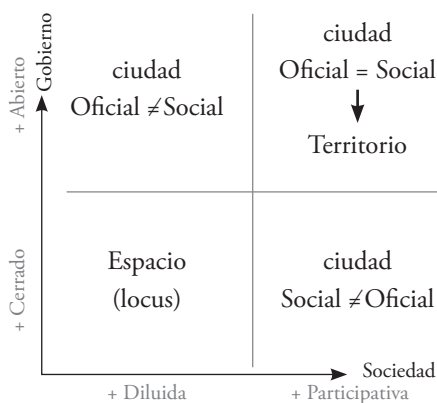 Gobierno
+ Abierto
+ Cerrado
ciudad
Oficial ≠ Social
ciudad
Oficial = Social
Territorio
Espacio
(locus)
ciudad
Social ≠ Oficial
Sociedad
+ Diluida
+ Participativa